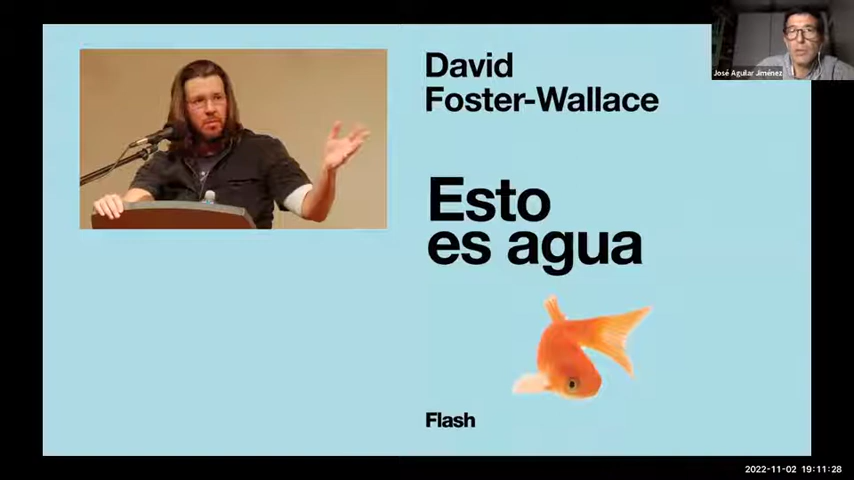 David
Foster-Wallace
José Aguilar Jiménez
Esto
es agua
Flash
2022-11-02 19:11:28